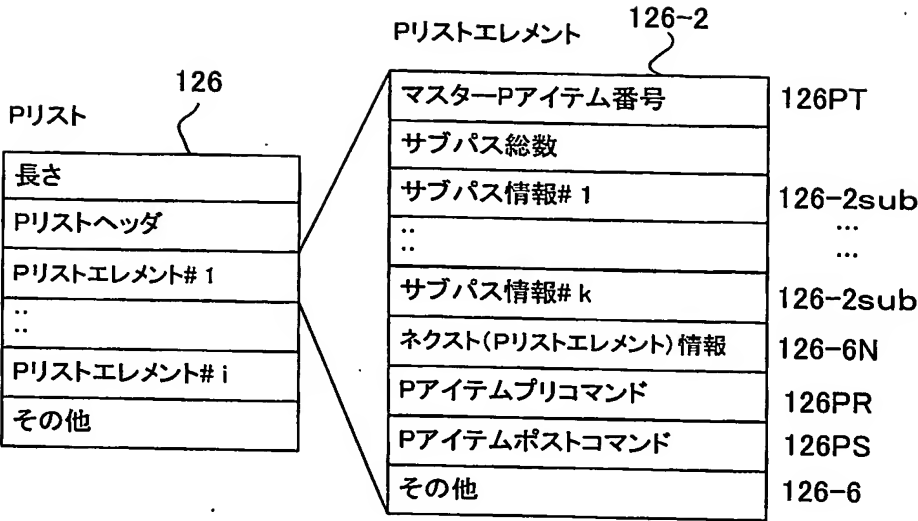 Pリスト
126
長さ
Pリストヘッダ
Pリストエレメント#1
::
Pリストエレメント#i
その他
Pリストエレメント
126-2
マスターPアイテム番号 126PT
サブパス総数
サブパス情報#1 126-2sub
:: ...
...
サブパス情報#k 126-2sub
ネクスト(Pリストエレメント)情報 126-6N
Pアイテムプリコマンド 126PR
Pアイテムポストコマンド 126PS
その他 126-6